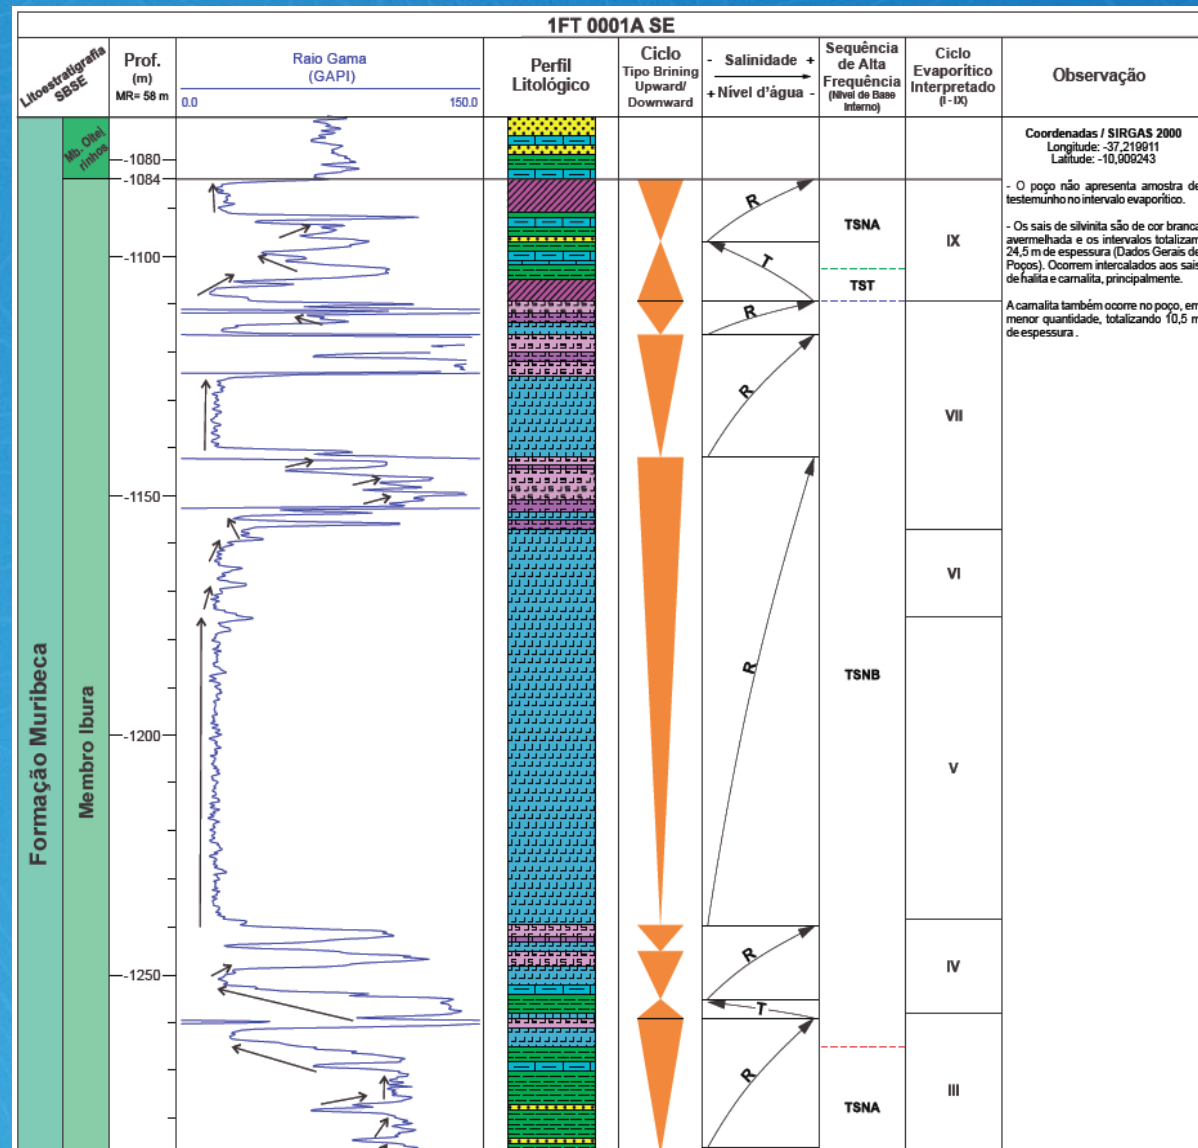 1FT 0001A SE
Litoestratigrafia
SBSE
Prof.
(m)
MR= 58 m
Raio Gama
(GAPI)
0.0
150.0
Perfil
Litológico
Ciclo
Tipo Brining
Upward/
Downward
- Salinidade +
+ Nível d'água -
Sequência
de Alta
Frequência
(Nível de Base
Interno)
Ciclo
Evaporítico
Interpretado
(I - IX)
Observação
Formação Muribeca
Mb. Oitei
rinhos
Membro Ibura
-1080
-1084
-1100
-1150
-1200
-1250
R
T
R
R
R
R
T
R
TSNA
TST
TSNB
TSNA
IX
VII
VI
V
IV
III
Coordenadas / SIRGAS 2000
Longitude: -37,219911
Latitude: -10,909243
- O poço não apresenta amostra de
testemunho no intervalo evaporítico.
- Os sais de silvinita são de cor branca
avermelhada e os intervalos totalizam
24,5 m de espessura (Dados Gerais de
Poços). Ocorrem intercalados aos sais
de halita e carnalita, principalmente.
A carnalita também ocorre no poço, em
menor quantidade, totalizando 10,5 m
de espessura .